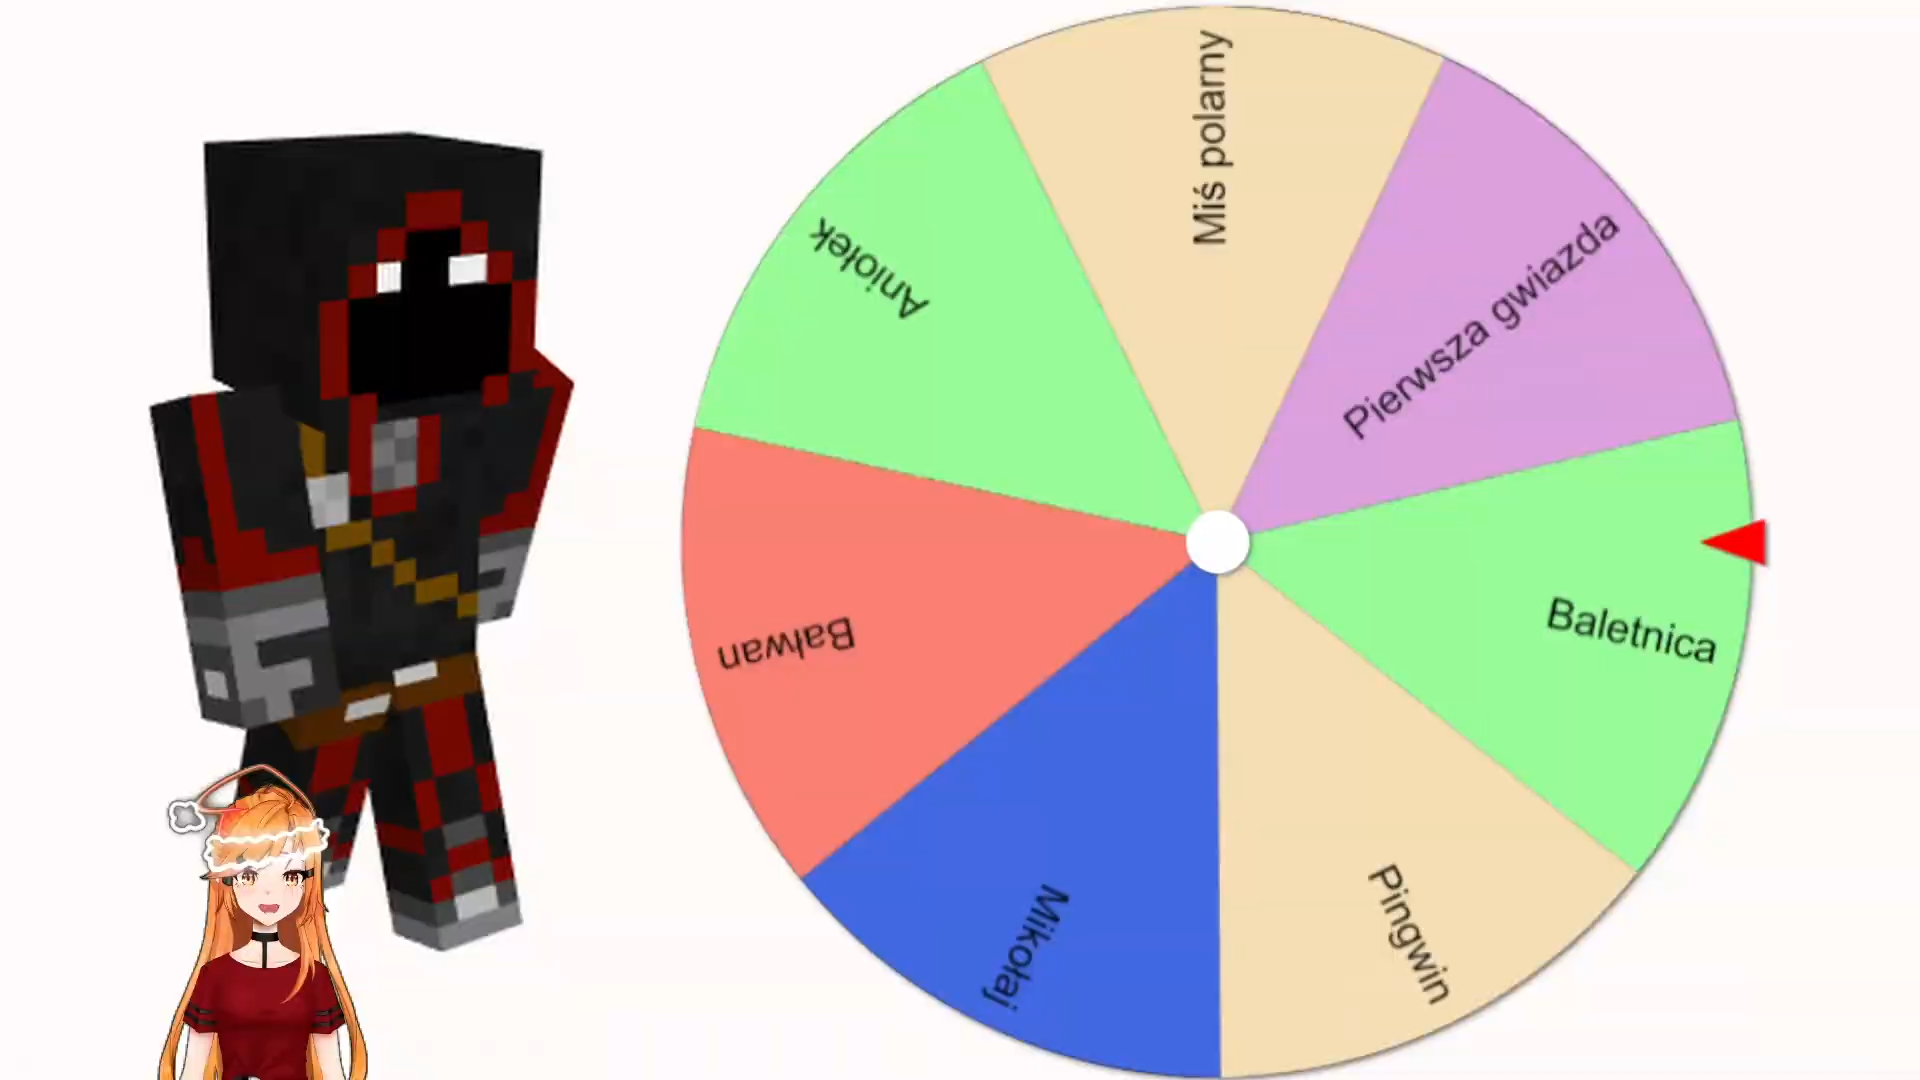 Miś polarny
Pierwsza gwiazda
Baletnica
Pingwin
Mikołaj
Bałwan
Aniołek